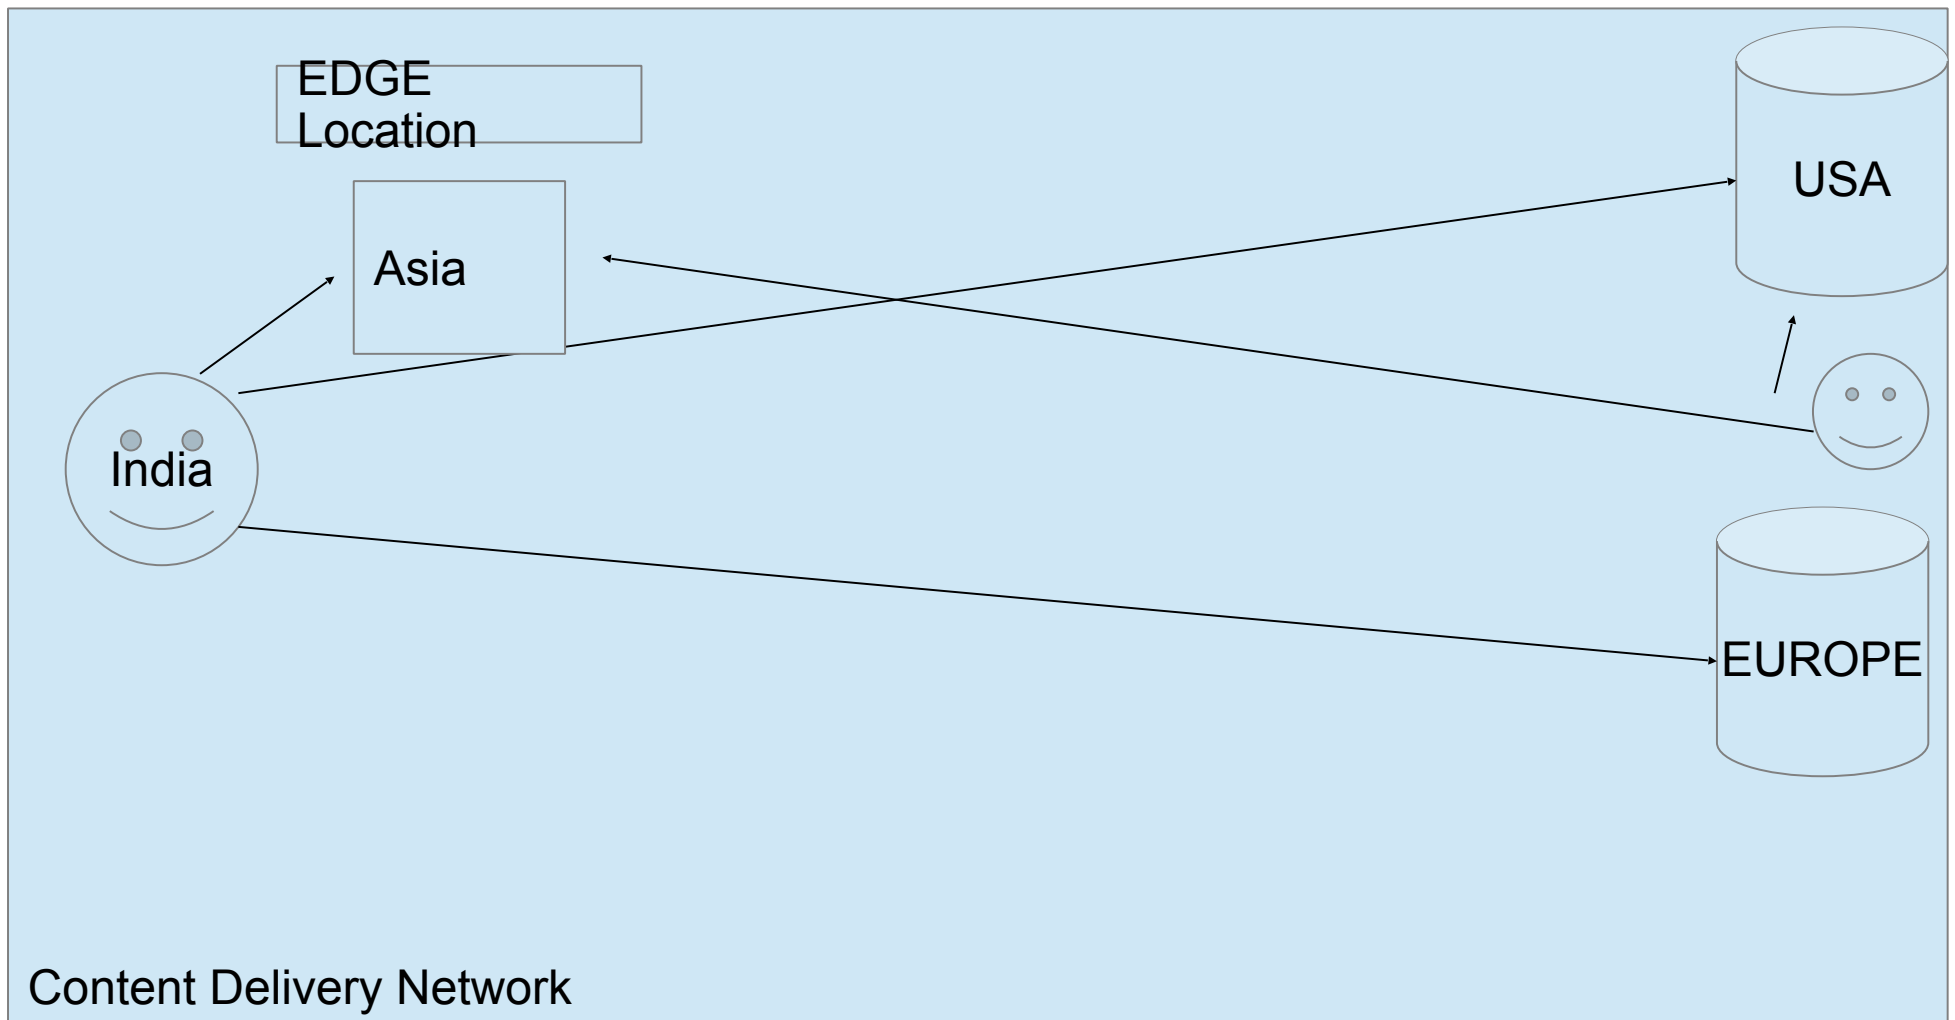 EDGE
Location
USA
Asia
India
EUROPE
Content Delivery Network